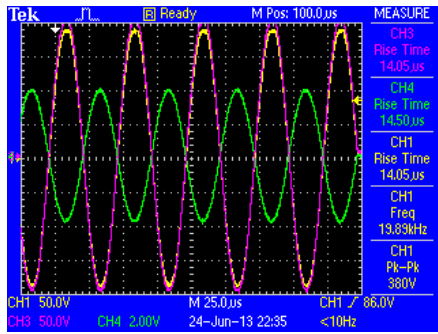 Tek R Ready M Pos: 100.0us MEASURE
CH3
Rise Time
14.05us
CH4
Rise Time
14.50us
CH1
Rise Time
14.05us
CH1
Freq
19.89kHz
CH1
Pk-Pk
380V
CH1 50.0V M 25.0us CH1 / 86.0V
CH3 50.0V CH4 2.00V 24-Jun-13 22:35 <10Hz